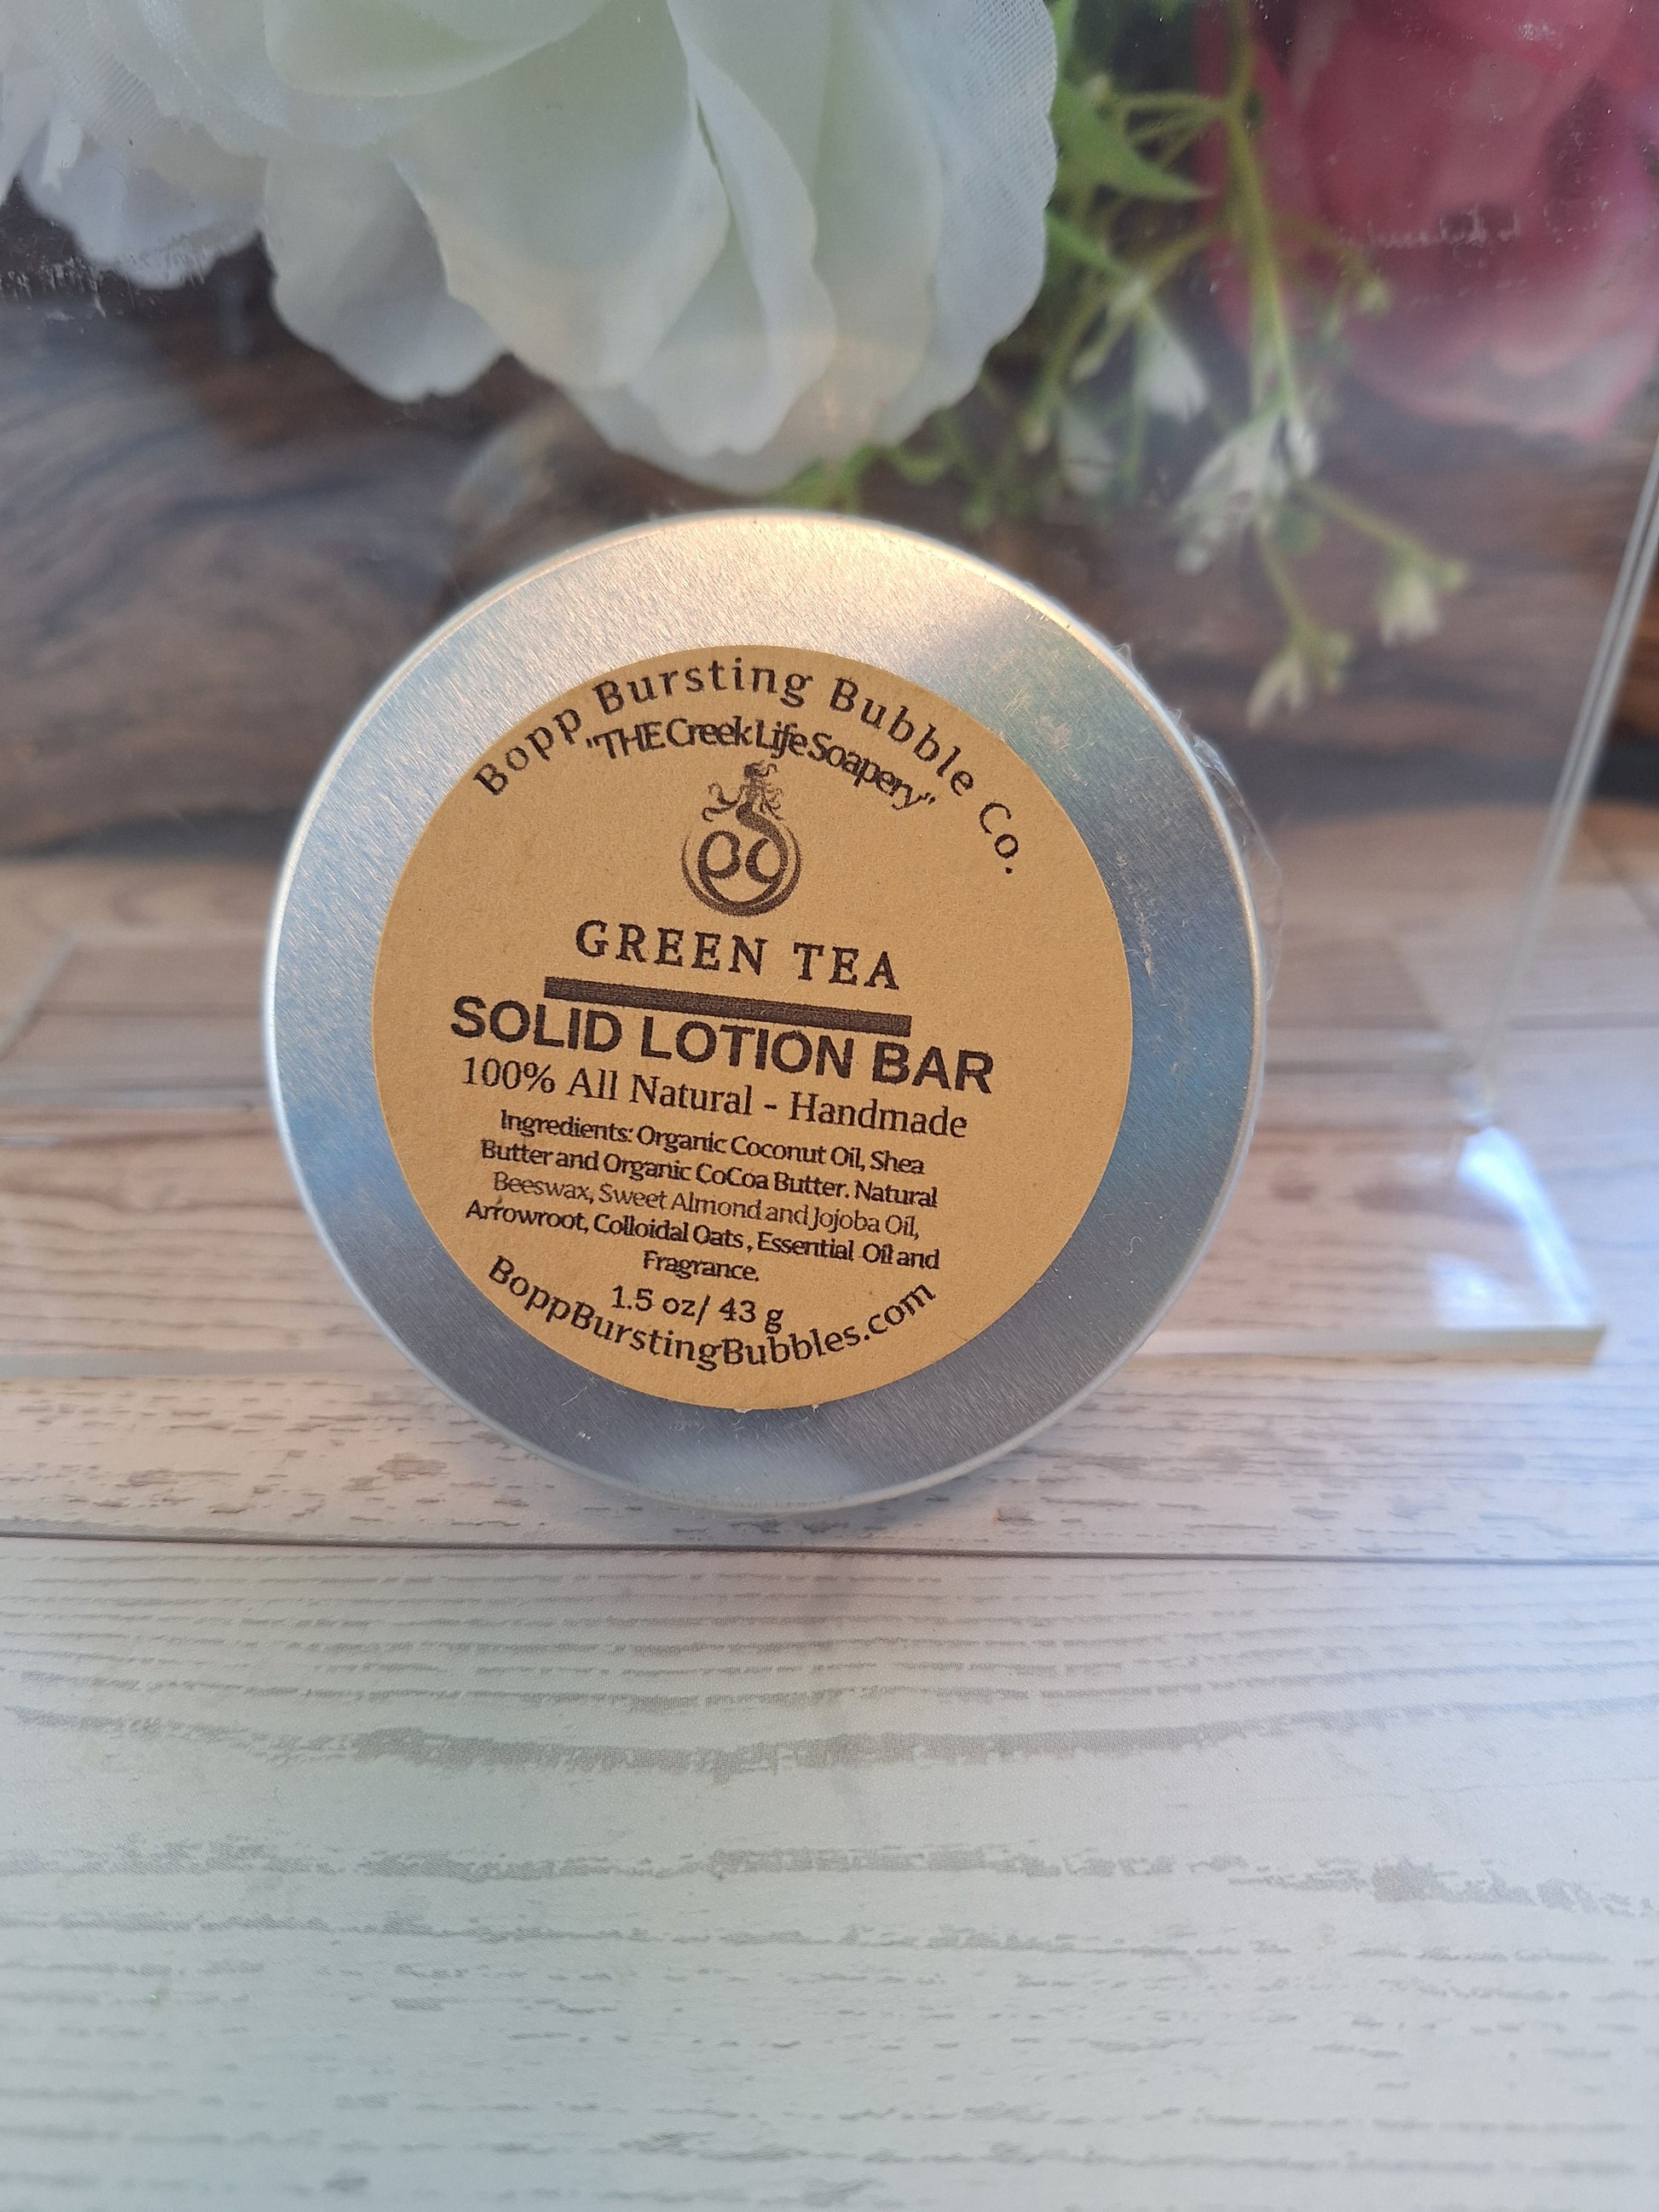 Bopp Bursting Bubble Co.
"THE Creek Life Soapery"
GREEN TEA
SOLID LOTION BAR
100% All Natural - Handmade
Ingredients: Organic Coconut Oil, Shea
Butter and Organic CoCoa Butter. Natural
Beeswax, Sweet Almond and Jojoba Oil,
Arrowroot, Colloidal Oats , Essential Oil and
Fragrance.
1.5 oz/ 43 g
BoppBurstingBubbles.com